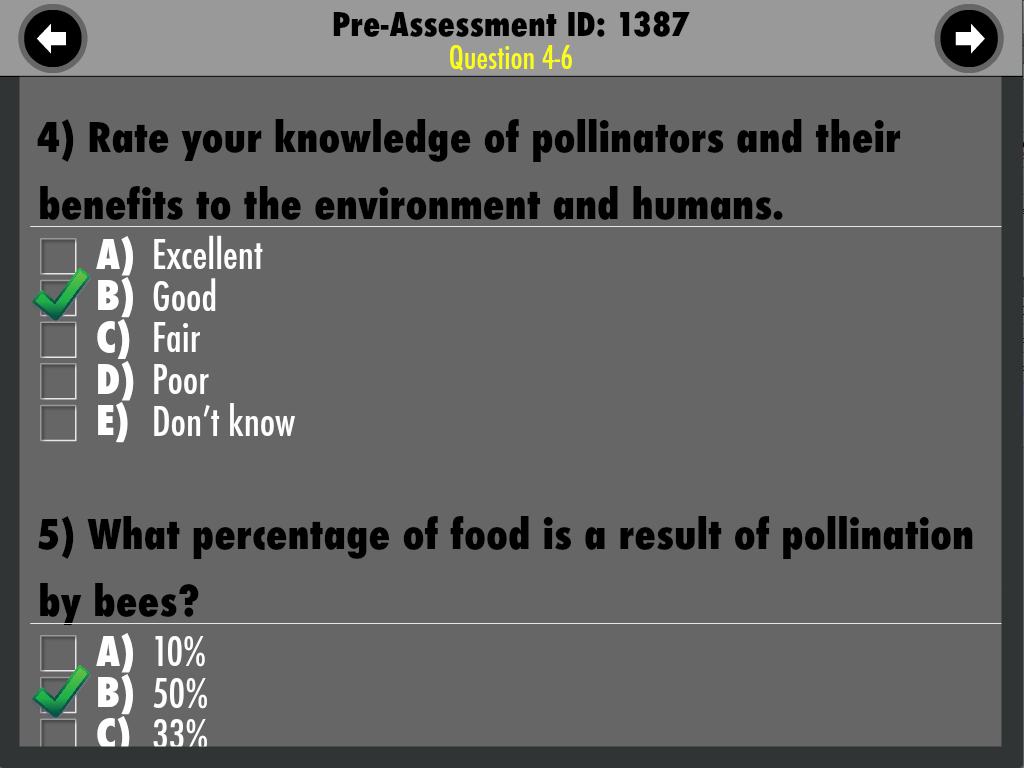 Pre-Assessment ID: 1387
Question 4-6
4) Rate your knowledge of pollinators and their
benefits to the environment and humans.
A) Excellent
B) Good
C) Fair
D) Poor
E) Don't know
5) What percentage of food is a result of pollination
by bees?
A) 10%
B) 50%
C) 33%